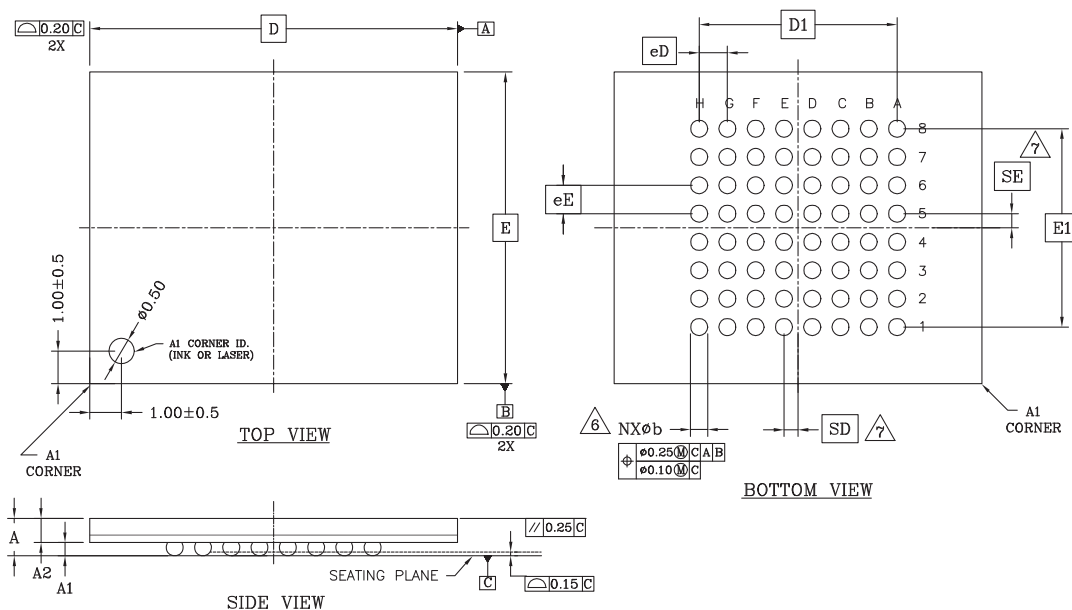 ⌓ 0.20 C
2X
D
A
E
1.00±0.5
ø0.50
A1 CORNER ID.
(INK OR LASER)
1.00±0.5
B
⌓ 0.20 C
2X
TOP VIEW
A1
CORNER
D1
eD
H G F E D C B A
8
7
6
5
4
3
2
1
7
SE
eE
E1
6
NXøb
SD
7
⌖ ø0.25Ⓜ C A B
ø0.10Ⓜ C
A1
CORNER
BOTTOM VIEW
A
A2
A1
// 0.25 C
SEATING PLANE
C
⌓ 0.15 C
SIDE VIEW